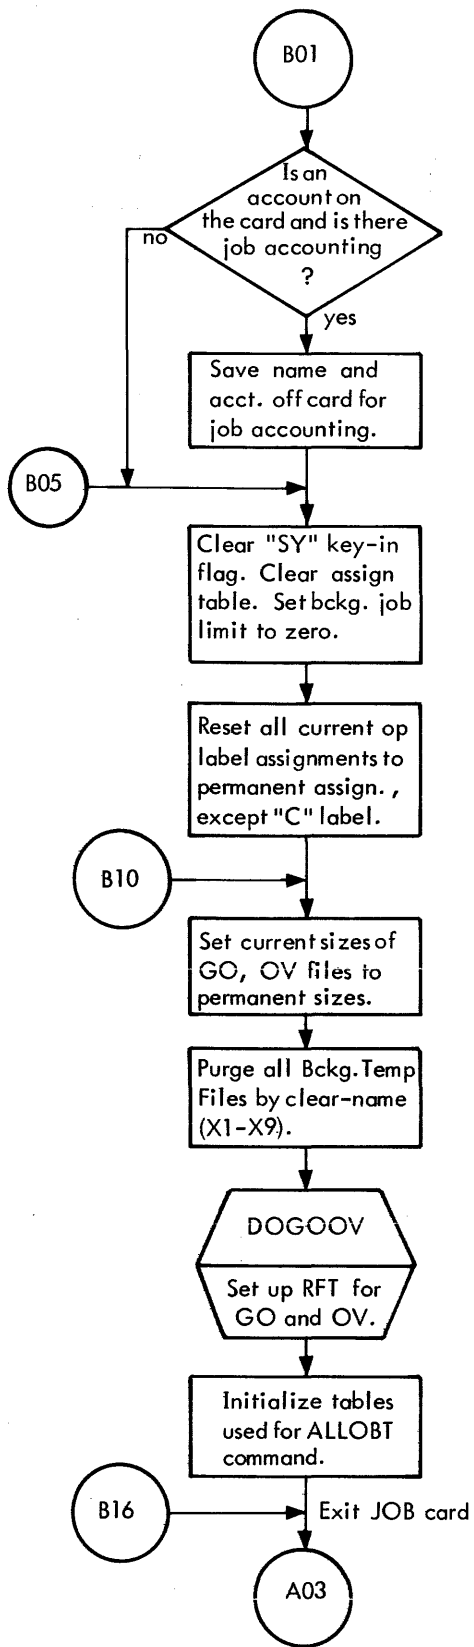 B01
Is an
account on
the card and is there
job accounting
?
no
yes
Save name and
acct. off card for
job accounting.
B05
Clear "SY" key-in
flag. Clear assign
table. Set bckg. job
limit to zero.
Reset all current op
label assignments to
permanent assign.,
except "C" label.
B10
Set current sizes of
GO, OV files to
permanent sizes.
Purge all Bckg. Temp
Files by clear-name
(X1-X9).
DOGOOV
Set up RFT for
GO and OV.
Initialize tables
used for ALLOBT
command.
B16
Exit JOB card
A03